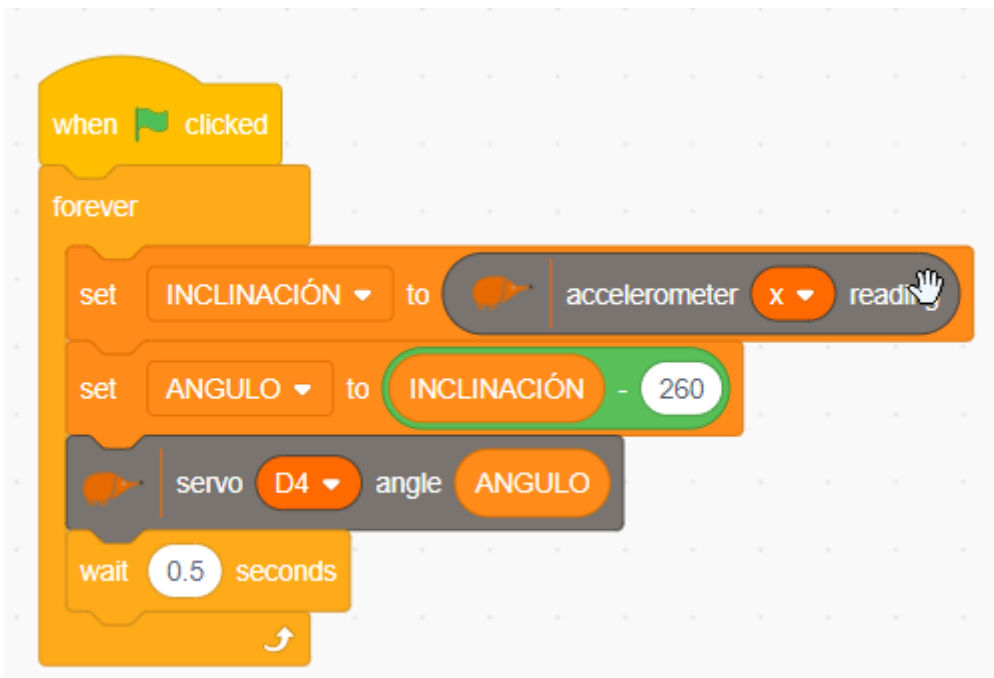 when clicked
forever
set INCLINACIÓN to accelerometer x reading
set ANGULO to INCLINACIÓN - 260
servo D4 angle ANGULO
wait 0.5 seconds